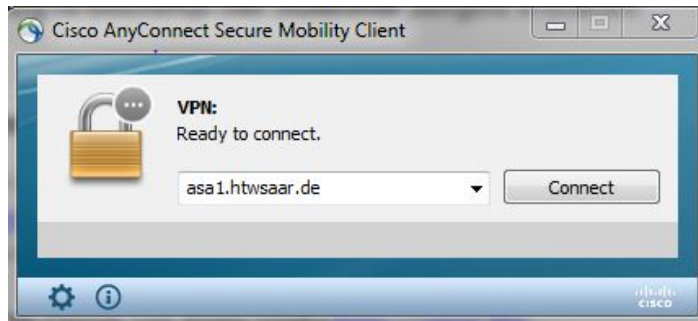 Cisco AnyConnect Secure Mobility Client
VPN:
Ready to connect.
asa1.htwsaar.de
Connect
CISCO